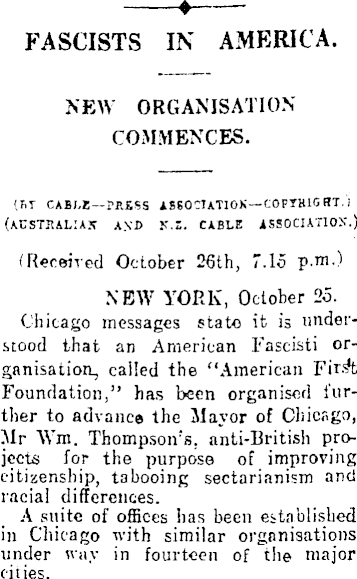 FASCISTS IN AMERICA.
NEW ORGANISATION
COMMENCES.
(BY CABLE—PRESS ASSOCIATION—COPYRIGHT.)
(AUSTRALIAN AND N.Z. CABLE ASSOCIATION.)
(Received October 26th, 7.15 p.m.)
NEW YORK, October 25.
Chicago messages state it is under-
stood that an American Fascisti or-
ganisation, called the "American First
Foundation," has been organised fur-
ther to advance the Mayor of Chicago,
Mr Wm. Thompson's, anti-British pro-
jects for the purpose of improving
citizenship, tabooing sectarianism and
racial differences.
A suite of offices has been established
in Chicago with similar organisations
under way in fourteen of the major
cities.